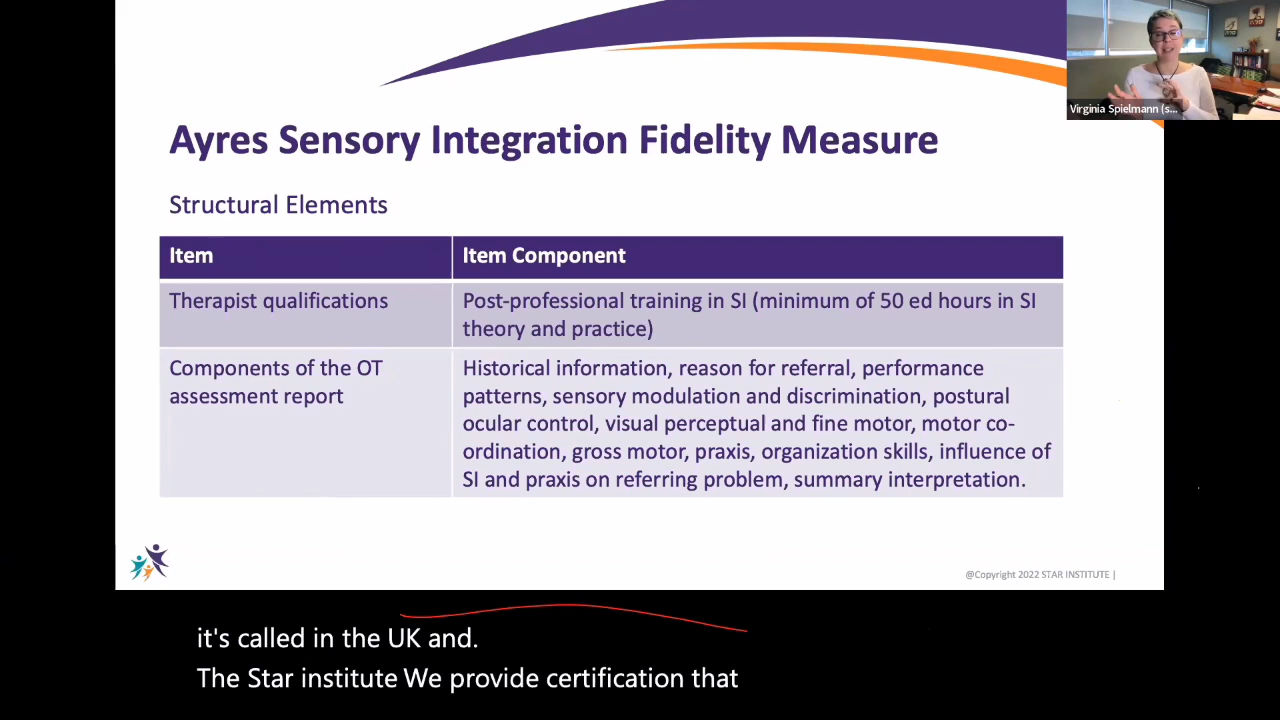 Virginia Spielmann (s...
Ayres Sensory Integration Fidelity Measure
Structural Elements
Item
Item Component
Therapist qualifications
Post-professional training in SI (minimum of 50 ed hours in SI
theory and practice)
Components of the OT
assessment report
Historical information, reason for referral, performance
patterns, sensory modulation and discrimination, postural
ocular control, visual perceptual and fine motor, motor co-
ordination, gross motor, praxis, organization skills, influence of
SI and praxis on referring problem, summary interpretation.
@Copyright 2022 STAR INSTITUTE |
it's called in the UK and.
The Star institute We provide certification that